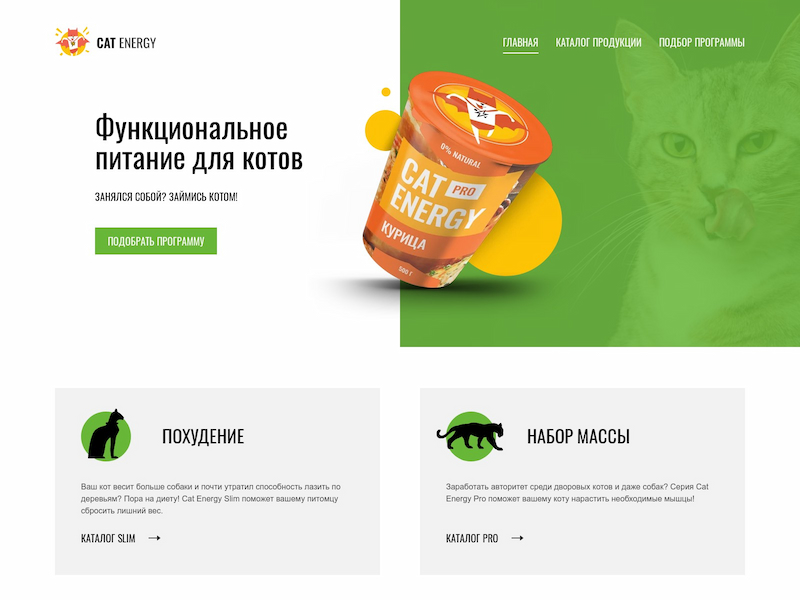 CAT ENERGY
ГЛАВНАЯ
КАТАЛОГ ПРОДУКЦИИ
ПОДБОР ПРОГРАММЫ
Функциональное
питание для котов
ЗАНЯЛСЯ СОБОЙ? ЗАЙМИСЬ КОТОМ!
ПОДОБРАТЬ ПРОГРАММУ
0% NATURAL
CAT PRO
ENERGY
КУРИЦА
500 г
ПОХУДЕНИЕ
Ваш кот весит больше собаки и почти утратил способность лазить по
деревьям? Пора на диету! Cat Energy Slim поможет вашему питомцу
сбросить лишний вес.
КАТАЛОГ SLIM
НАБОР МАССЫ
Заработать авторитет среди дворовых котов и даже собак? Серия Cat
Energy Pro поможет вашему коту нарастить необходимые мышцы!
КАТАЛОГ PRO